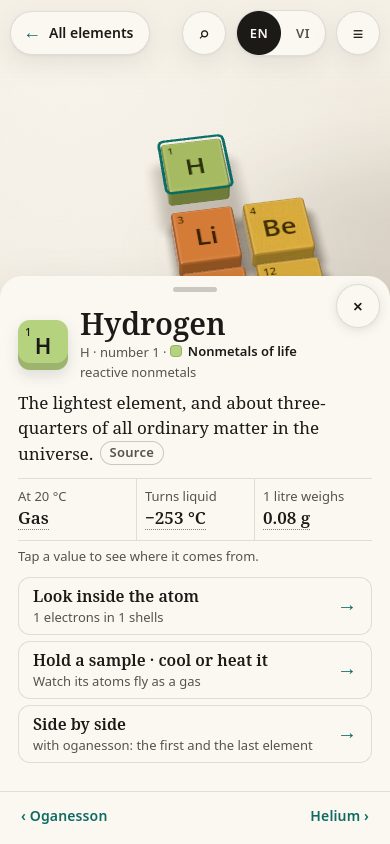 ← All elements
⌕
EN
VI
≡
1
H
3
Li
4
Be
12
×
1
H
Hydrogen
H · number 1 · Nonmetals of life
reactive nonmetals
The lightest element, and about three-
quarters of all ordinary matter in the
universe. Source
At 20 °C
Gas
Turns liquid
−253 °C
1 litre weighs
0.08 g
Tap a value to see where it comes from.
Look inside the atom
1 electrons in 1 shells
→
Hold a sample · cool or heat it
Watch its atoms fly as a gas
→
Side by side
with oganesson: the first and the last element
→
‹ Oganesson
Helium ›